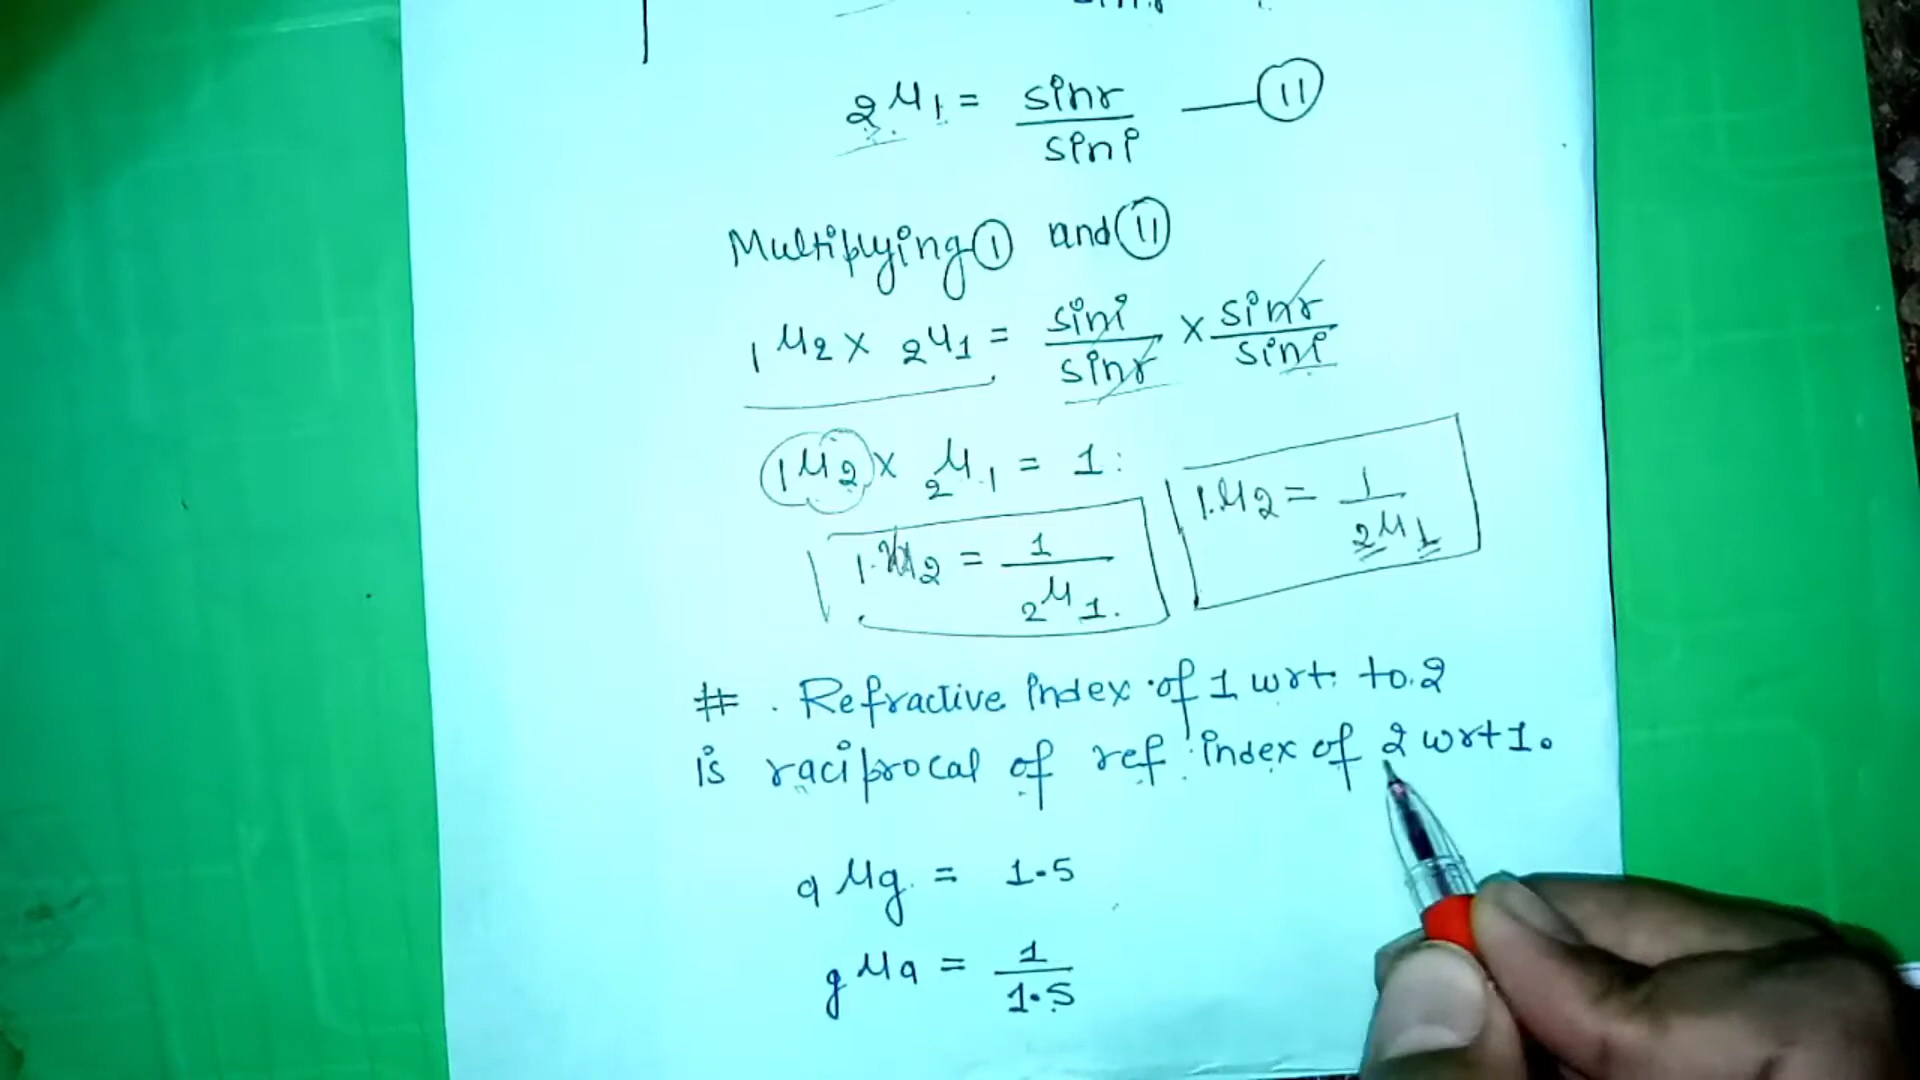 ₂μ₁ = sinr / sini — (II)
Multiplying (I) and (II)
₁μ₂ x ₂μ₁ = sini / sinr x sinr / sini
₁μ₂ x ₂μ₁ = 1
₁μ₂ = 1 / ₂μ₁
₁μ₂ = 1 / ₂μ₁.
# . Refractive index of 1 wrt. to 2
is raciprocal of ref index of 2 wrt 1.
aμg = 1.5
gμa = 1 / 1.5